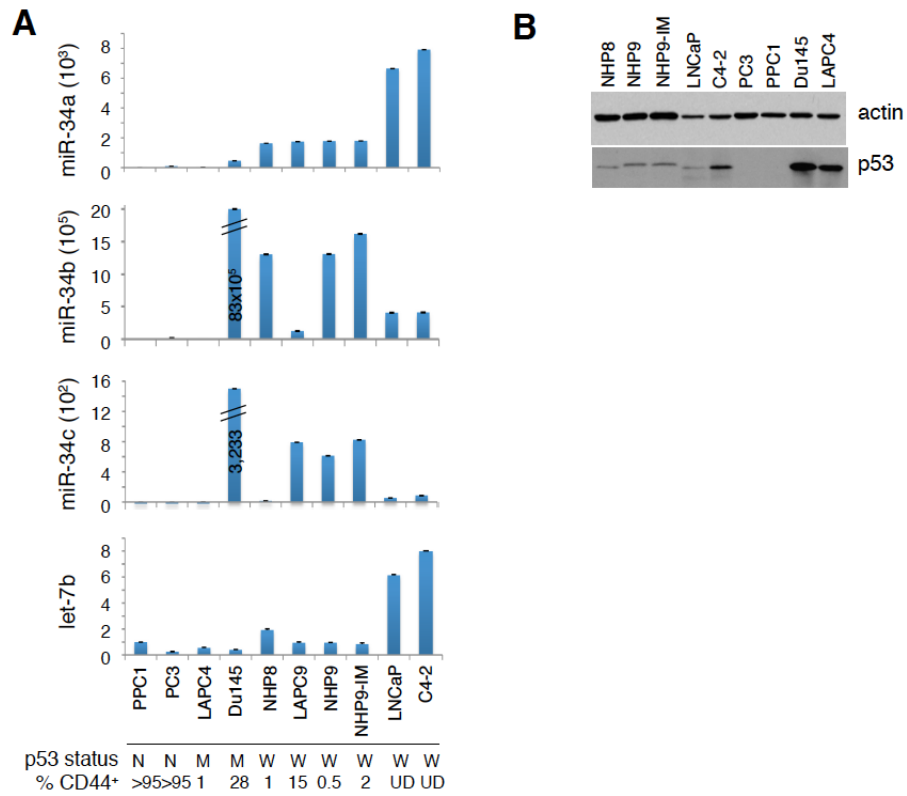 A
miR-34a (10³)
8
6
4
2
0
miR-34b (10⁵)
20
15
10
5
0
83x10⁵
miR-34c (10²)
16
12
8
4
0
3,233
let-7b
8
6
4
2
0
PPC1 PC3 LAPC4 Du145 NHP8 LAPC9 NHP9 NHP9-IM LNCaP C4-2
p53 status N N M M W W W W W W
% CD44⁺ >95 >95 1 28 1 15 0.5 2 UD UD
B
NHP8 NHP9 NHP9-IM LNCaP C4-2 PC3 PPC1 Du145 LAPC4
actin
p53